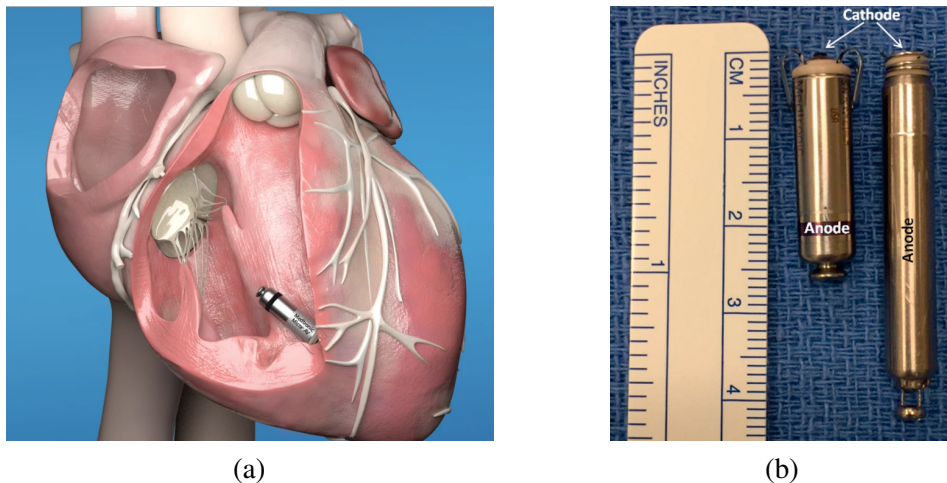 Cathode
INCHES
CM
1
2
1
3
4
Anode
Anode
(a)
(b)